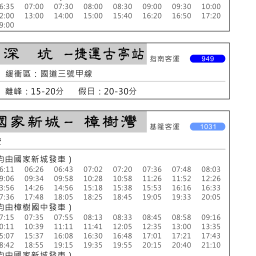 6:35 07:00 07:30 08:00 08:30 09:00 09:30 10:00
2:00 13:00 14:00 15:00 15:40 16:20 16:50 17:20
9:00
深 坑 -捷運古亭站 指南客運 949
緩衝區：國道三號甲線
離峰：15-20分 假日：20-30分
國家新城- 樟樹灣 基隆客運 1031
均由國家新城發車)
6:11 06:26 06:43 07:02 07:20 07:36 07:48 08:03
9:06 09:34 09:58 10:28 10:58 11:26 11:52 12:26
3:56 14:26 14:56 15:18 15:38 15:53 16:16 16:33
7:36 17:48 18:05 18:25 18:45 19:05 19:33 20:05
均由樟樹國中發車)
7:15 07:35 07:55 08:13 08:33 08:45 08:58 09:16
0:11 10:39 11:11 11:41 12:05 12:35 13:00 13:35
5:07 15:37 16:08 16:30 16:48 17:01 17:21 17:43
8:42 18:55 19:15 19:35 19:55 20:15 20:40 21:10
均由國家新城發車)